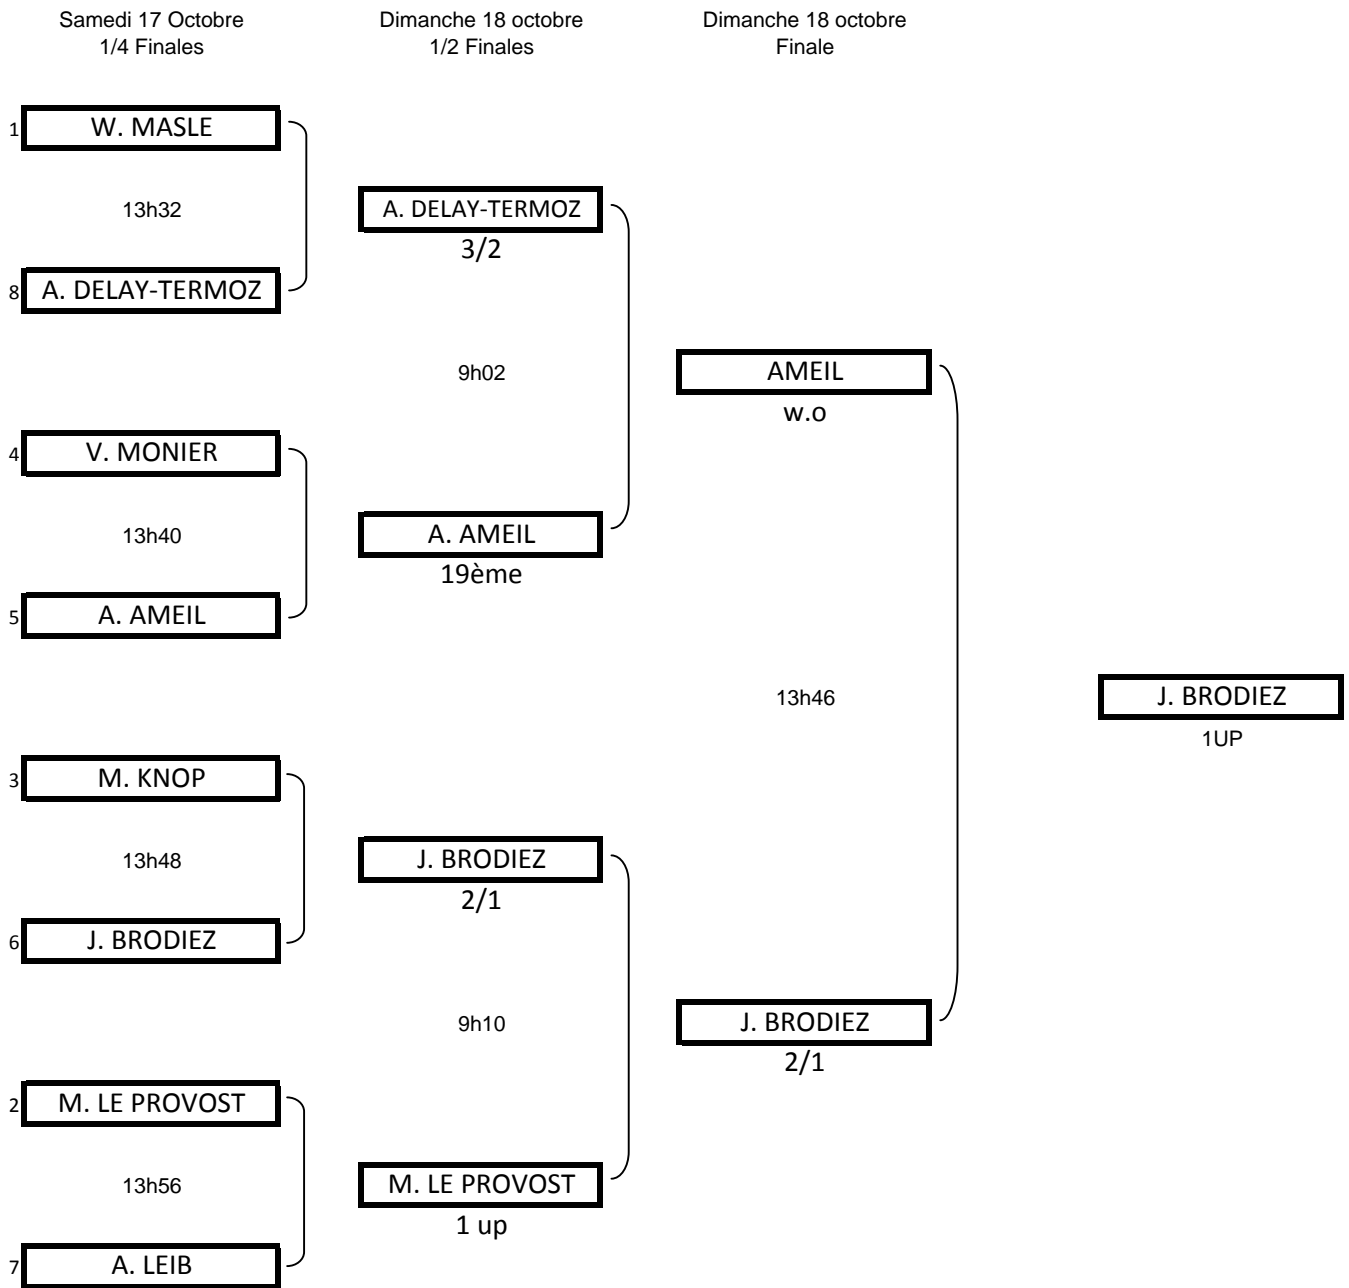 Samedi 17 Octobre
1/4 Finales
Dimanche 18 octobre
1/2 Finales
Dimanche 18 octobre
Finale
1 W. MASLE
13h32
8 A. DELAY-TERMOZ
4 V. MONIER
13h40
5 A. AMEIL
3 M. KNOP
13h48
6 J. BRODIEZ
2 M. LE PROVOST
13h56
7 A. LEIB
A. DELAY-TERMOZ
3/2
9h02
A. AMEIL
19ème
J. BRODIEZ
2/1
9h10
M. LE PROVOST
1 up
AMEIL
w.o
13h46
J. BRODIEZ
2/1
J. BRODIEZ
1UP